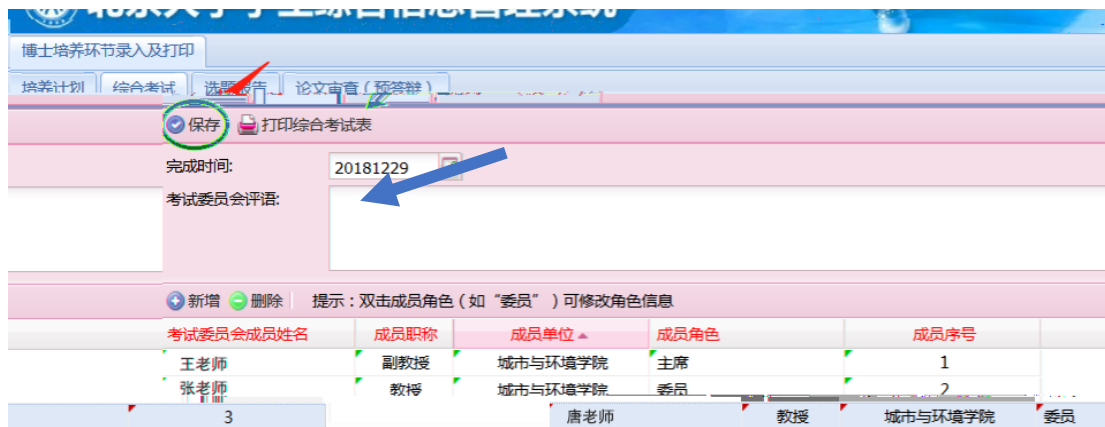 博士培养环节录入及打印
培养计划 综合考试 选题报告 论文审查(预答辩)
保存 打印综合考试表
完成时间: 20181229
考试委员会评语:
新增 删除 提示:双击成员角色(如“委员”)可修改角色信息
考试委员会成员姓名 成员职称 成员单位 成员角色 成员序号
王老师 副教授 城市与环境学院 主席 1
张老师 教授 城市与环境学院 委员 2
3 唐老师 教授 城市与环境学院 委员